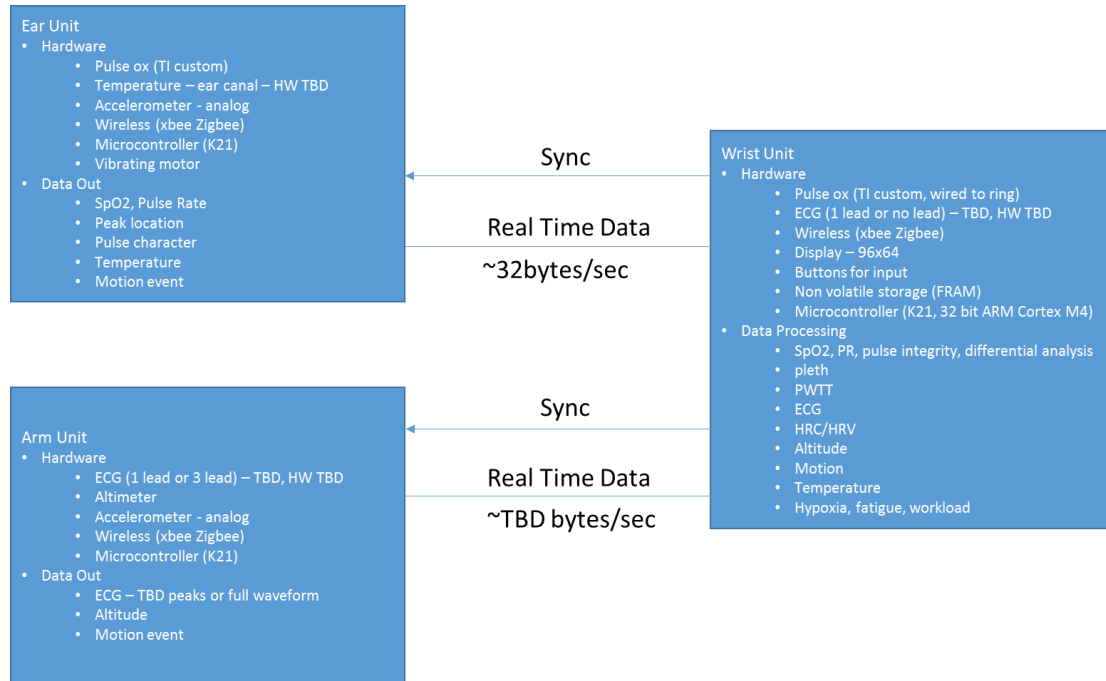 Ear Unit
• Hardware
• Pulse ox (TI custom)
• Temperature – ear canal – HW TBD
• Accelerometer - analog
• Wireless (xbee Zigbee)
• Microcontroller (K21)
• Vibrating motor
• Data Out
• SpO2, Pulse Rate
• Peak location
• Pulse character
• Temperature
• Motion event
Sync
Real Time Data
~32bytes/sec
Arm Unit
• Hardware
• ECG (1 lead or 3 lead) – TBD, HW TBD
• Altimeter
• Accelerometer - analog
• Wireless (xbee Zigbee)
• Microcontroller (K21)
• Data Out
• ECG – TBD peaks or full waveform
• Altitude
• Motion event
Sync
Real Time Data
~TBD bytes/sec
Wrist Unit
• Hardware
• Pulse ox (TI custom, wired to ring)
• ECG (1 lead or no lead) – TBD, HW TBD
• Wireless (xbee Zigbee)
• Display – 96x64
• Buttons for input
• Non volatile storage (FRAM)
• Microcontroller (K21, 32 bit ARM Cortex M4)
• Data Processing
• SpO2, PR, pulse integrity, differential analysis
• pleth
• PWTT
• ECG
• HRC/HRV
• Altitude
• Motion
• Temperature
• Hypoxia, fatigue, workload